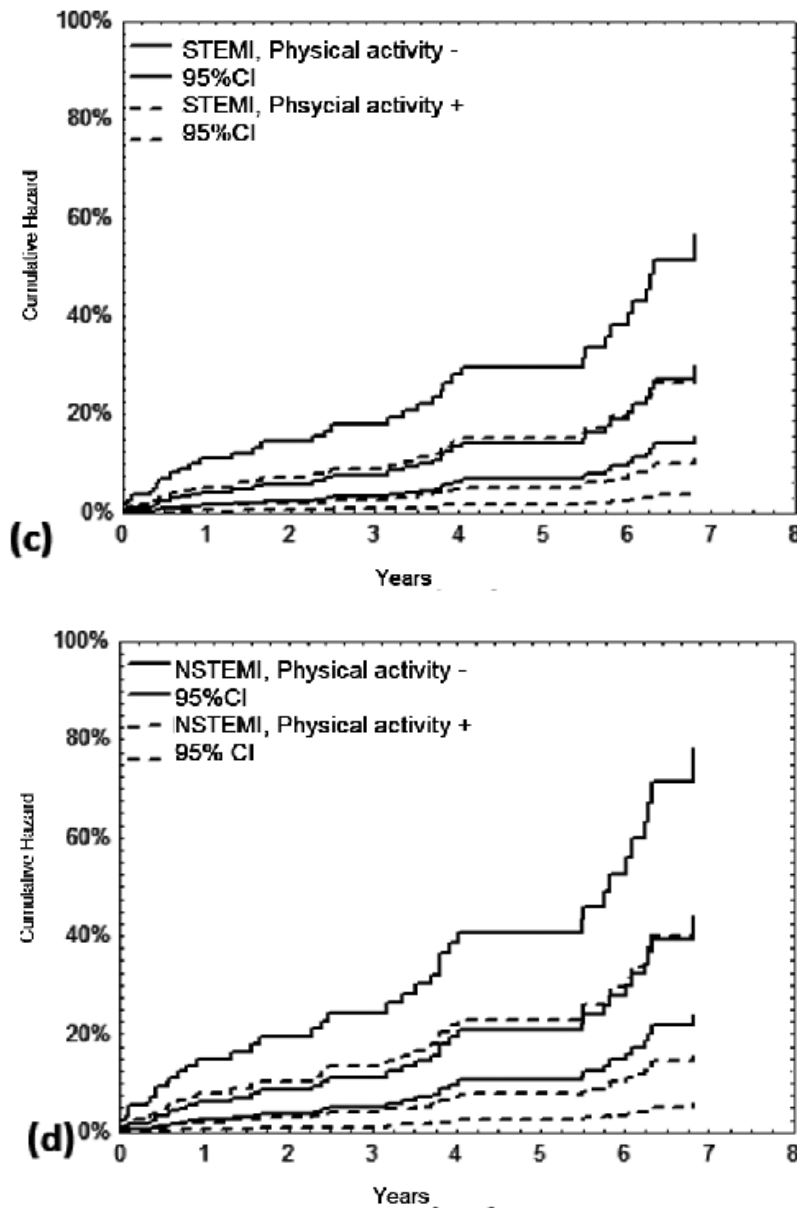 100%
STEMI, Physical activity -
95%CI
STEMI, Phsycial activity +
95%CI
80%
60%
Cumulative Hazard
40%
20%
0%
(c)
0 1 2 3 4 5 6 7 8
Years
100%
NSTEMI, Physical activity -
95%CI
NSTEMI, Physical activity +
95% CI
80%
60%
Cumulative Hazard
40%
20%
0%
(d)
0 1 2 3 4 5 6 7 8
Years